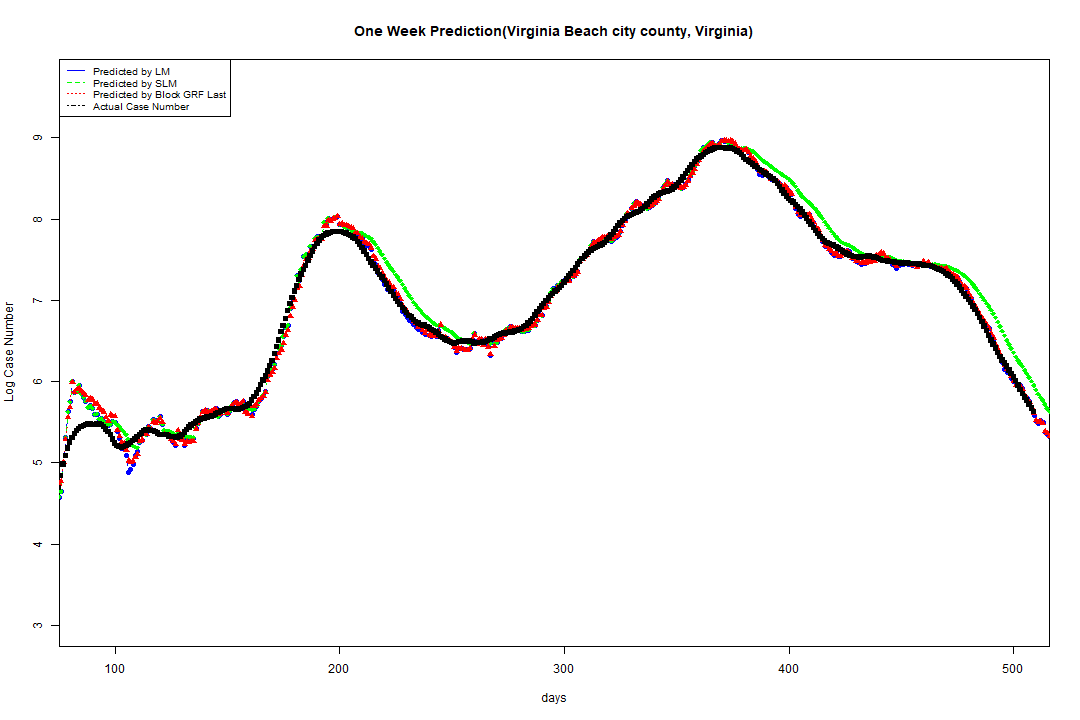 One Week Prediction(Virginia Beach city county, Virginia)
Predicted by LM
Predicted by SLM
Predicted by Block GRF Last
Actual Case Number
9
8
7
6
5
4
3
Log Case Number
100 200 300 400 500
days